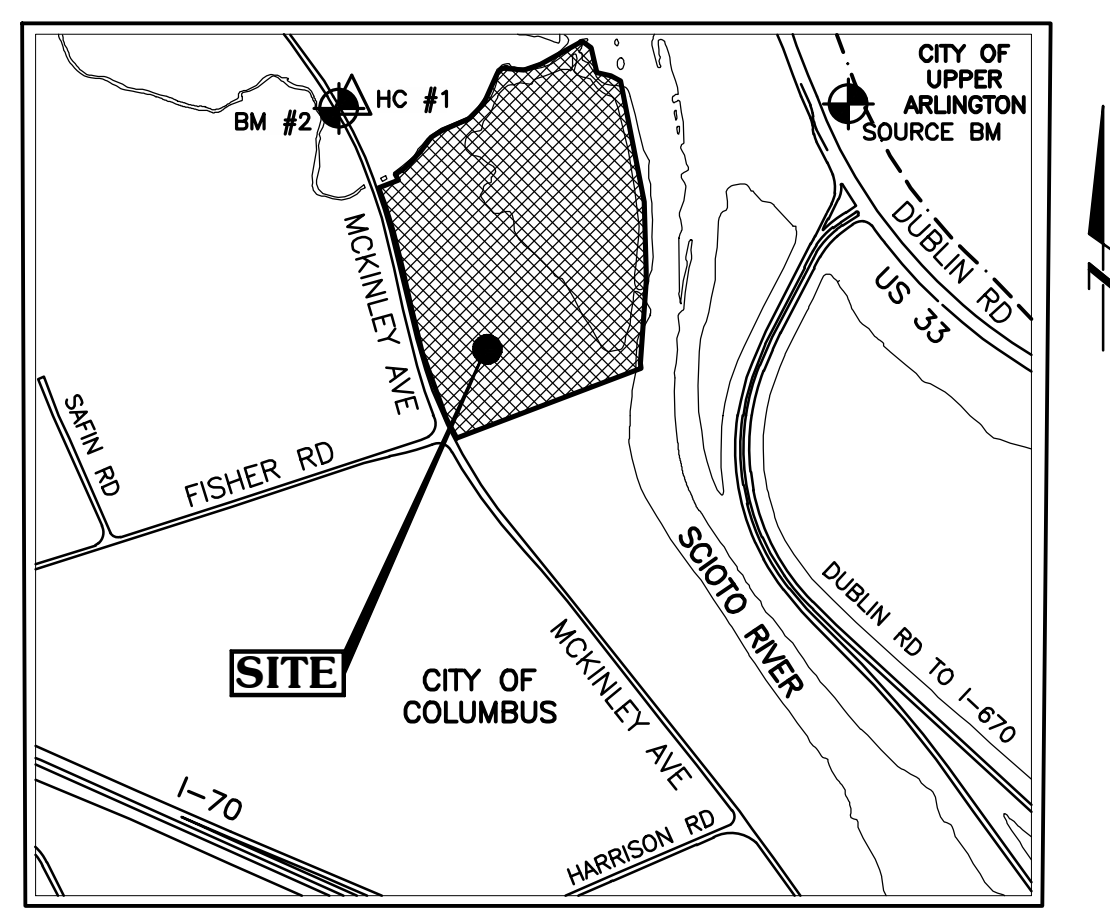 CITY OF
UPPER
ARLINGTON
HC #1
BM #2
SOURCE BM
DUBLIN RD
US 33
MCKINLEY AVE
N
SAFIN RD
FISHER RD
SCIOTO RIVER
DUBLIN RD TO I-670
SITE
CITY OF
COLUMBUS
MCKINLEY AVE
I-70
HARRISON RD